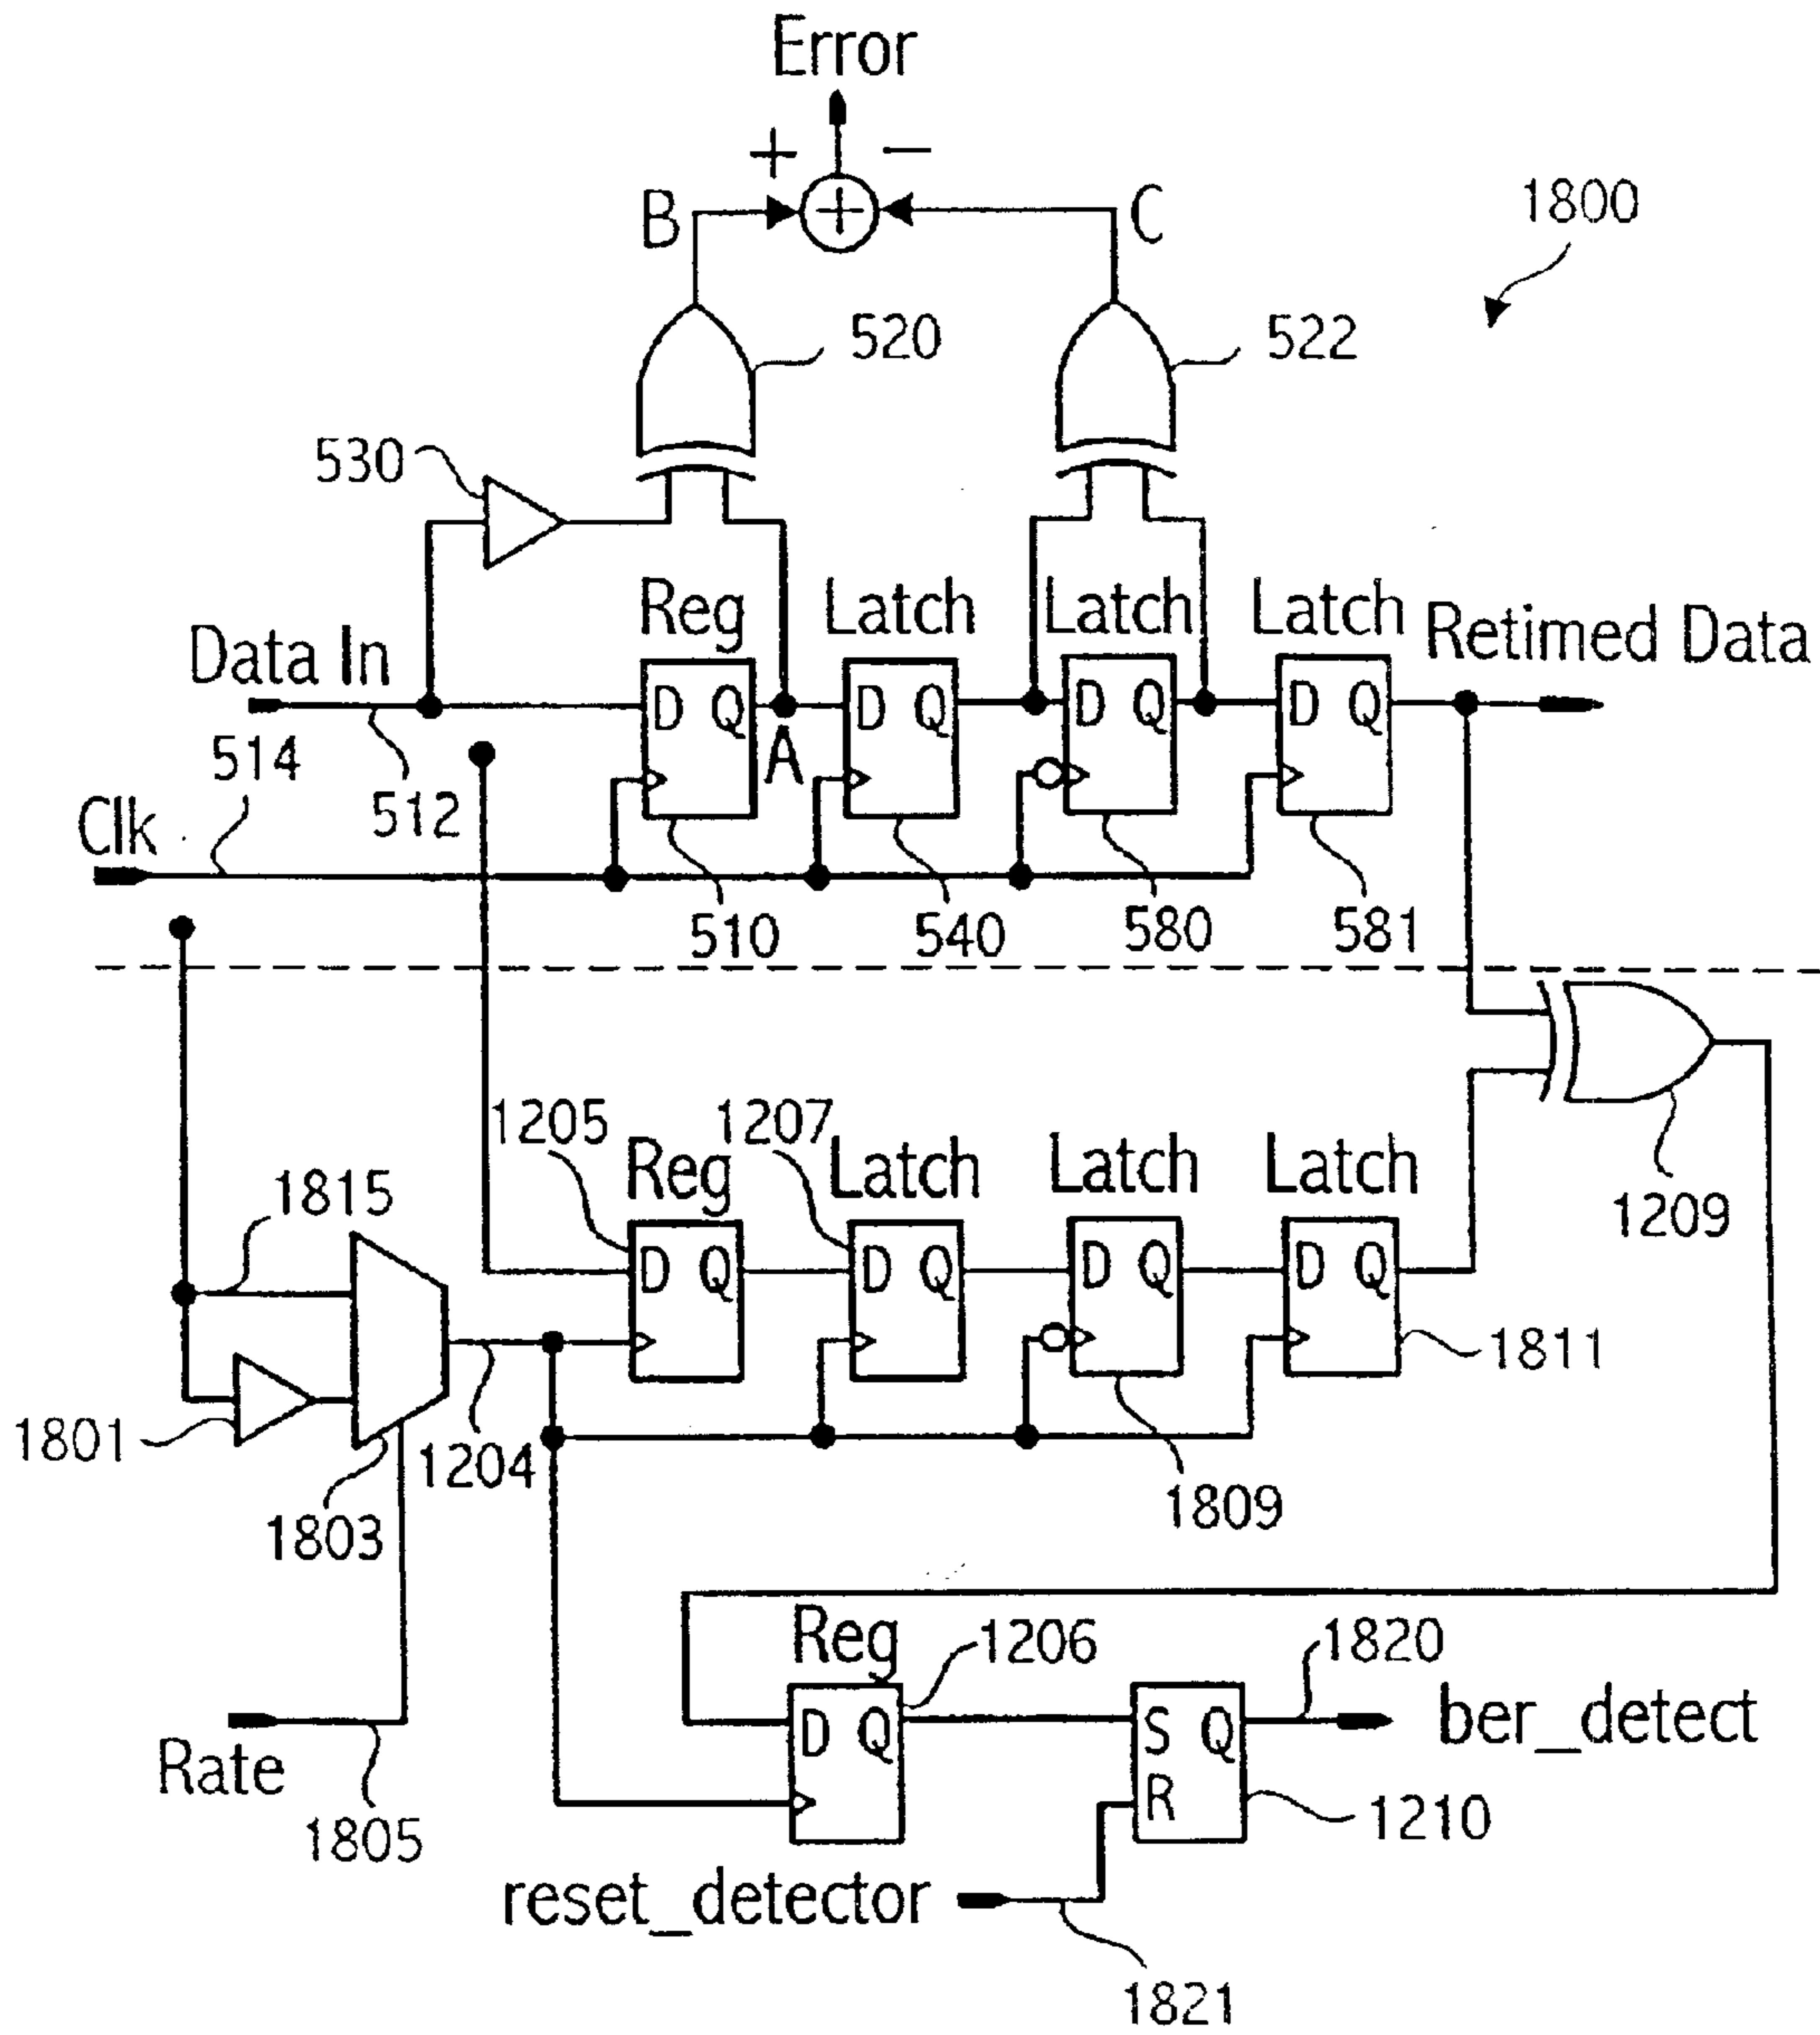 Error
+ −
B C 1800
+
520 522
530
Reg Latch Latch Latch Retimed Data
Data In
D Q D Q D Q D Q
514 A
512
Clk
510 540 580 581
1205 Reg 1207 Latch Latch Latch
1815 1209
D Q D Q D Q D Q
1811
1801 1204
1803 1809
Reg 1206 1820
D Q S Q ber_detect
Rate R
1805 1210
reset_detector
1821